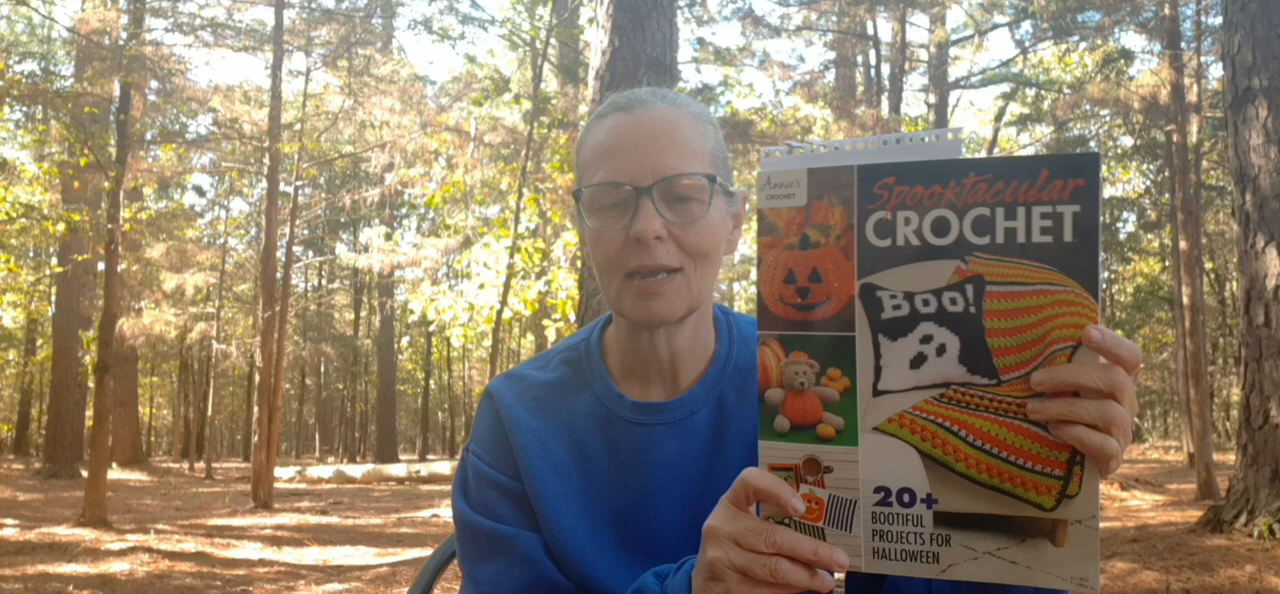 Annie's
CROCHET
Spooktacular
CROCHET
Boo!
20+
BOOTIFUL
PROJECTS FOR
HALLOWEEN